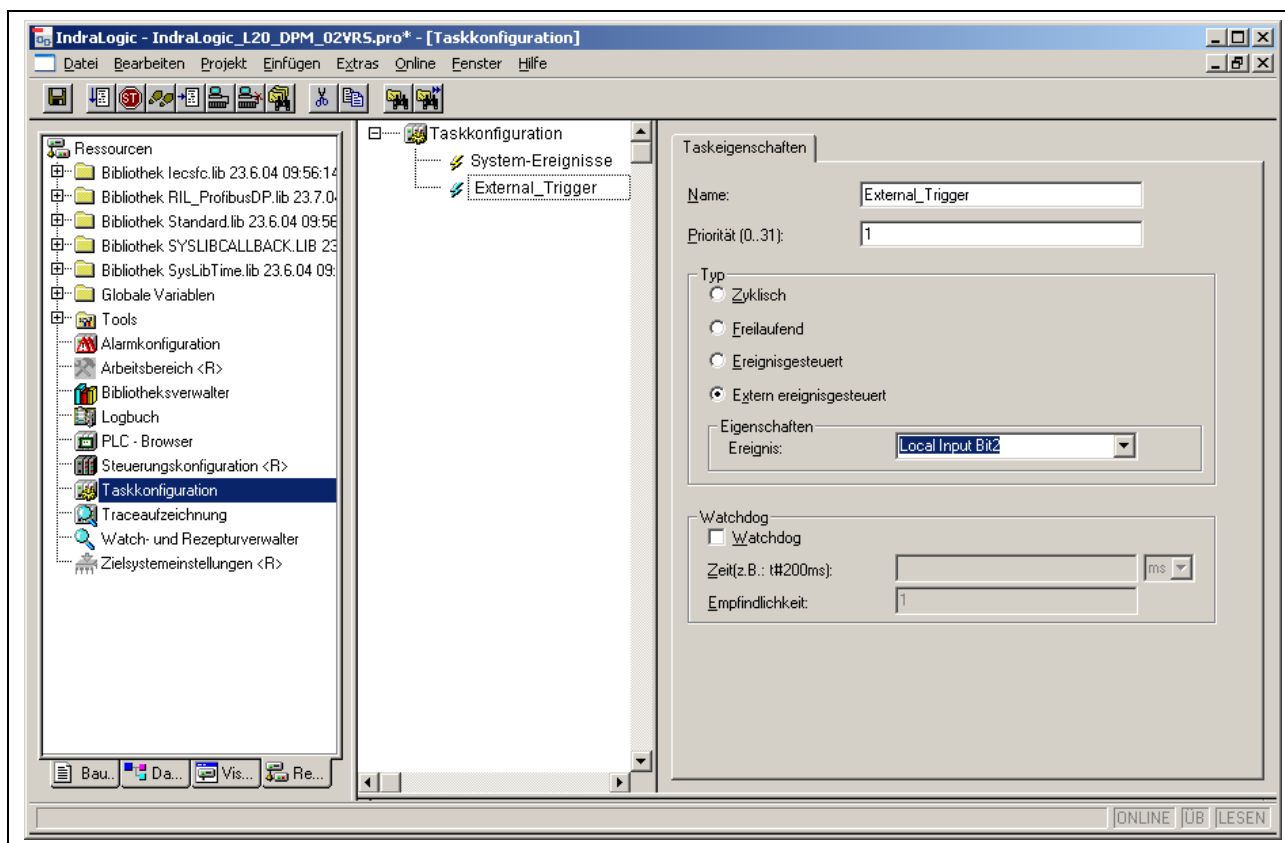 IndraLogic - IndraLogic_L20_DPM_02VRS.pro* - [Taskkonfiguration]
Datei Bearbeiten Projekt Einfügen Extras Online Fenster Hilfe
Ressourcen
Bibliothek Iecsfc.lib 23.6.04 09:56:14
Bibliothek RIL_ProfibusDP.lib 23.7.0
Bibliothek Standard.lib 23.6.04 09:56
Bibliothek SYSLIBCALLBACK.LIB 23
Bibliothek SysLibTime.lib 23.6.04 09:
Globale Variablen
Tools
Alarmkonfiguration
Arbeitsbereich <R>
Bibliotheksverwalter
Logbuch
PLC - Browser
Steuerungskonfiguration <R>
Taskkonfiguration
Traceaufzeichnung
Watch- und Rezepturverwalter
Zielsystemeinstellungen <R>
Bau.. Da... Vis... Re...
Taskkonfiguration
System-Ereignisse
External_Trigger
Taskeigenschaften
Name: External_Trigger
Priorität (0..31): 1
Typ
Zyklisch
Freilaufend
Ereignisgesteuert
Extern ereignisgesteuert
Eigenschaften
Ereignis: Local Input Bit2
Watchdog
Watchdog
Zeit(z.B.: t#200ms): ms
Empfindlichkeit: 1
ONLINE ÜB LESEN